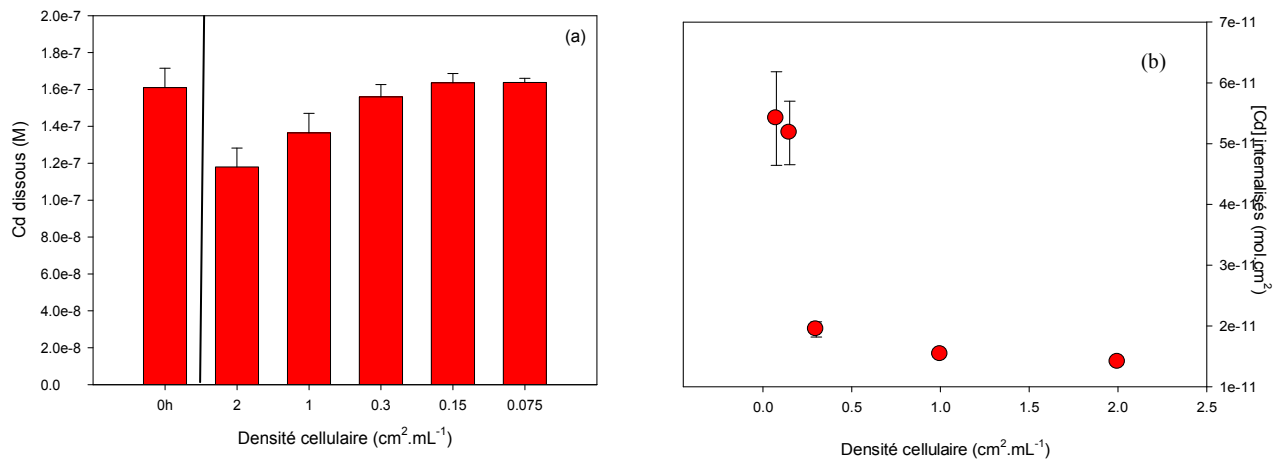 (a)
Cd dissous (M)
2.0e-7
1.8e-7
1.6e-7
1.4e-7
1.2e-7
1.0e-7
8.0e-8
6.0e-8
4.0e-8
2.0e-8
0.0
0h 2 1 0.3 0.15 0.075
Densité cellulaire (cm².mL⁻¹)
(b)
[Cd] internalisés (mol.cm²)
7e-11
6e-11
5e-11
4e-11
3e-11
2e-11
1e-11
0.0 0.5 1.0 1.5 2.0 2.5
Densité cellulaire (cm².mL⁻¹)